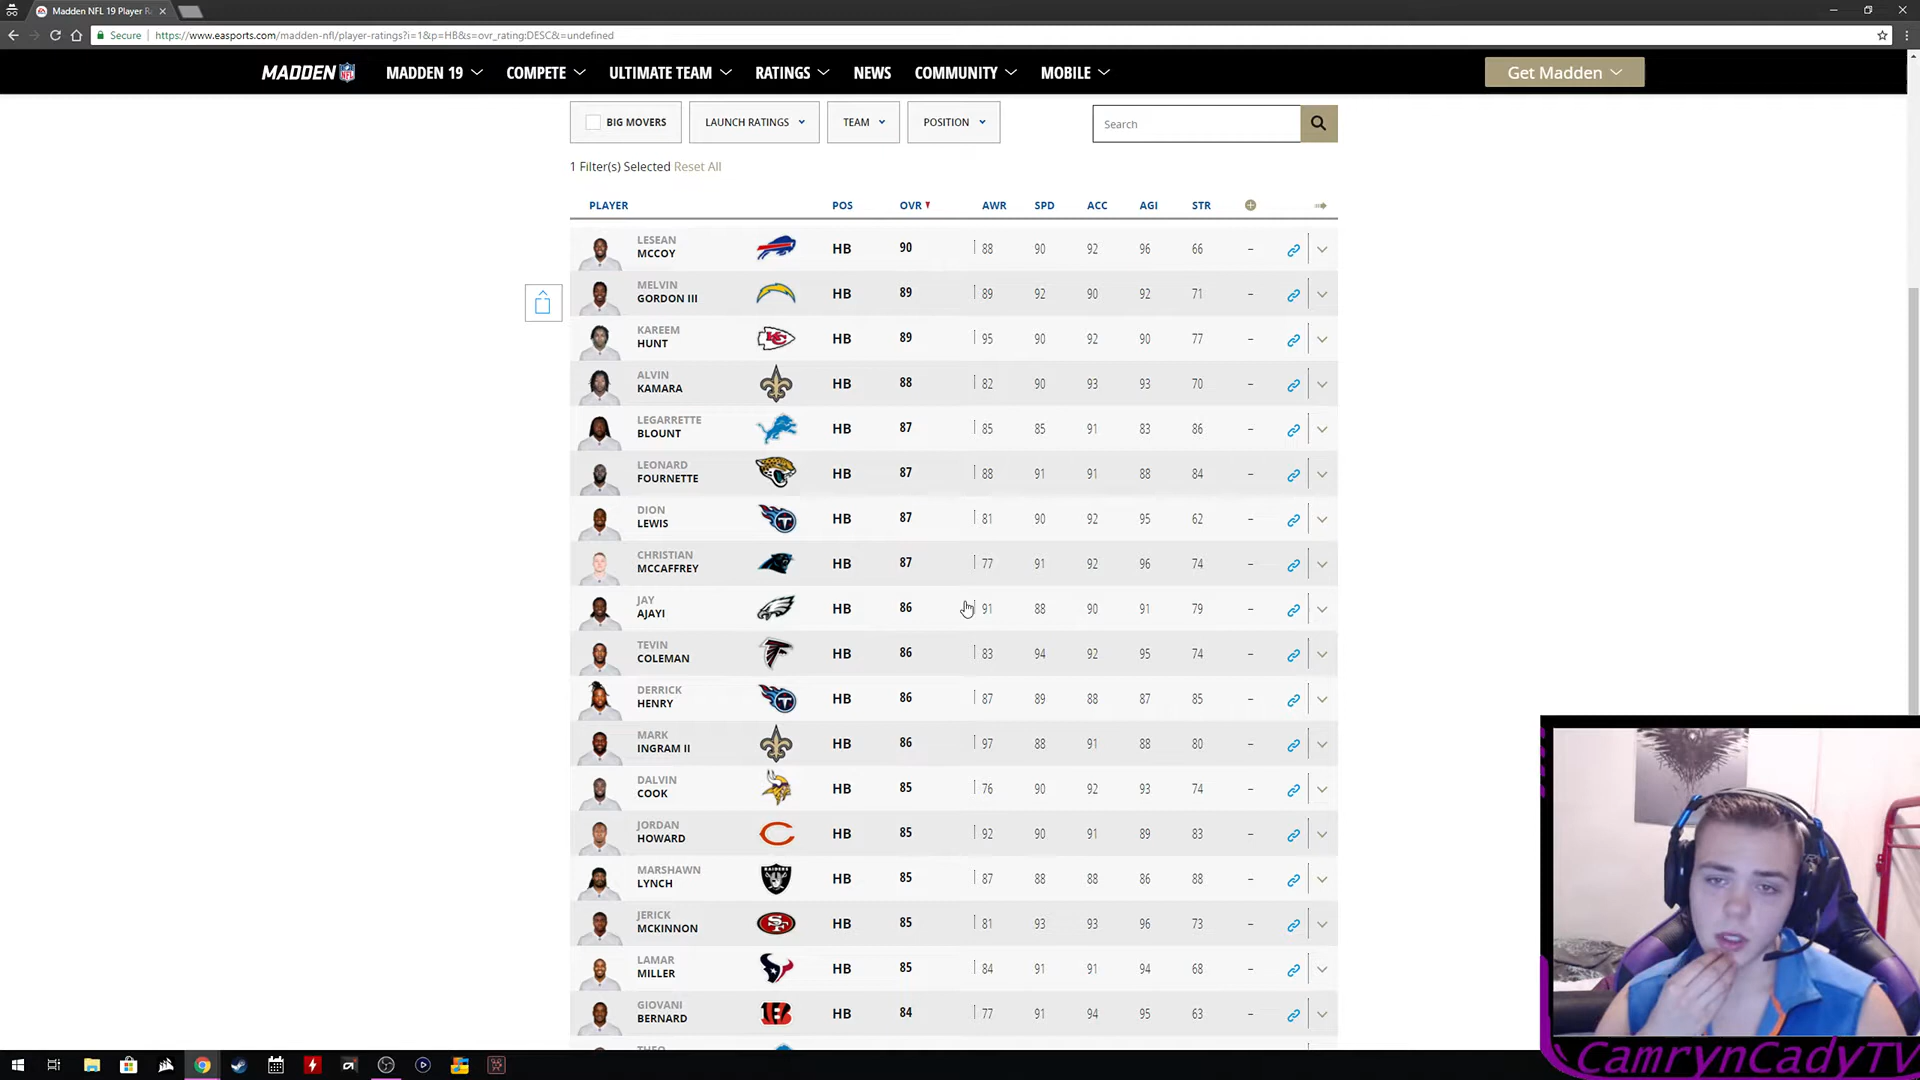 Madden NFL 19 Player R
Secure https://www.easports.com/madden-nfl/player-ratings?i=1&p=HB&s=ovr_rating:DESC&=undefined
MADDEN NFL MADDEN 19 COMPETE ULTIMATE TEAM RATINGS NEWS COMMUNITY MOBILE Get Madden
BIG MOVERS LAUNCH RATINGS TEAM POSITION Search
1 Filter(s) Selected Reset All
PLAYER POS OVR AWR SPD ACC AGI STR
LESEAN
MCCOY HB 90 88 90 92 96 66 –
MELVIN
GORDON III HB 89 89 92 90 92 71 –
KAREEM
HUNT HB 89 95 90 92 90 77 –
ALVIN
KAMARA HB 88 82 90 93 93 70 –
LEGARRETTE
BLOUNT HB 87 85 85 91 83 86 –
LEONARD
FOURNETTE HB 87 88 91 91 88 84 –
DION
LEWIS HB 87 81 90 92 95 62 –
CHRISTIAN
MCCAFFREY HB 87 77 91 92 96 74 –
JAY
AJAYI HB 86 91 88 90 91 79 –
TEVIN
COLEMAN HB 86 83 94 92 95 74 –
DERRICK
HENRY HB 86 87 89 88 87 85 –
MARK
INGRAM II HB 86 97 88 91 88 80 –
DALVIN
COOK HB 85 76 90 92 93 74 –
JORDAN
HOWARD HB 85 92 90 91 89 83 –
MARSHAWN
LYNCH RAIDERS HB 85 87 88 88 86 88 –
JERICK
MCKINNON SF HB 85 81 93 93 96 73 –
LAMAR
MILLER HB 85 84 91 91 94 68 –
GIOVANI
BERNARD HB 84 77 91 94 95 63 –
CamrynCadyTV